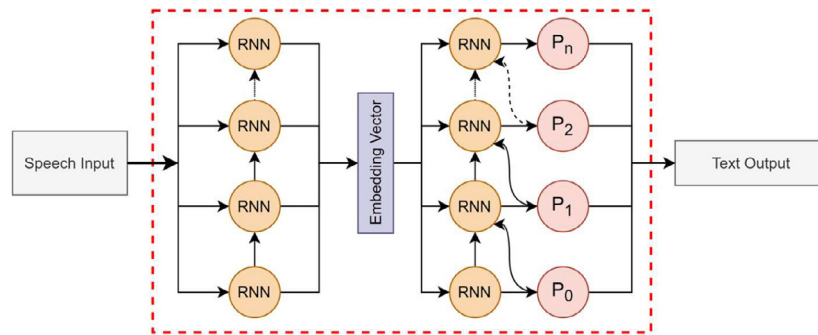 Speech Input
RNN
RNN
RNN
RNN
Embedding Vector
RNN
RNN
RNN
RNN
Pn
P2
P1
P0
Text Output